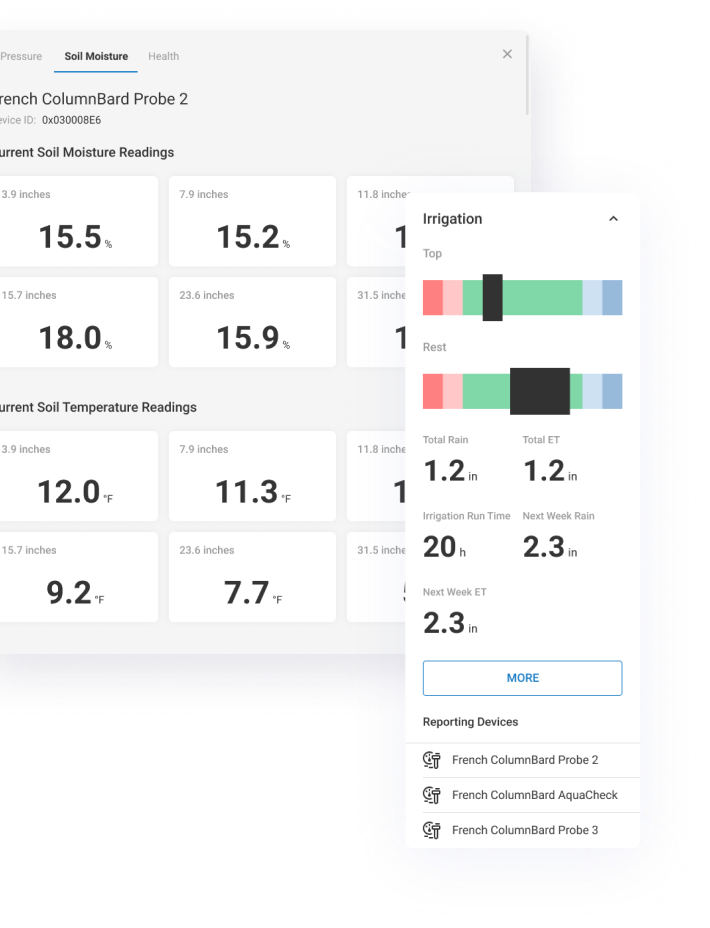 Pressure Soil Moisture Health
rench ColumnBard Probe 2
evice ID: 0x030008E6
urrent Soil Moisture Readings
3.9 inches
15.5 %
7.9 inches
15.2 %
11.8 inche
1
15.7 inches
18.0 %
23.6 inches
15.9 %
31.5 inche
1
urrent Soil Temperature Readings
3.9 inches
12.0 °F
7.9 inches
11.3 °F
11.8 inche
1
15.7 inches
9.2 °F
23.6 inches
7.7 °F
31.5 inche
Irrigation
Top
Rest
Total Rain
1.2 in
Total ET
1.2 in
Irrigation Run Time
20 h
Next Week Rain
2.3 in
Next Week ET
2.3 in
MORE
Reporting Devices
French ColumnBard Probe 2
French ColumnBard AquaCheck
French ColumnBard Probe 3